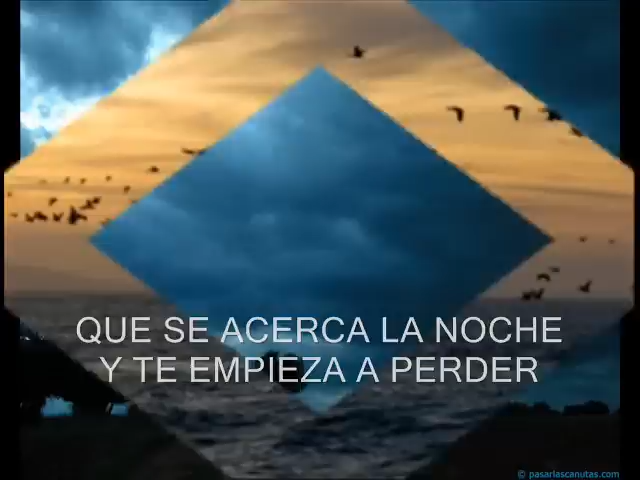 QUE SE ACERCA LA NOCHE
Y TE EMPIEZA A PERDER
© pasarlascanutas.com